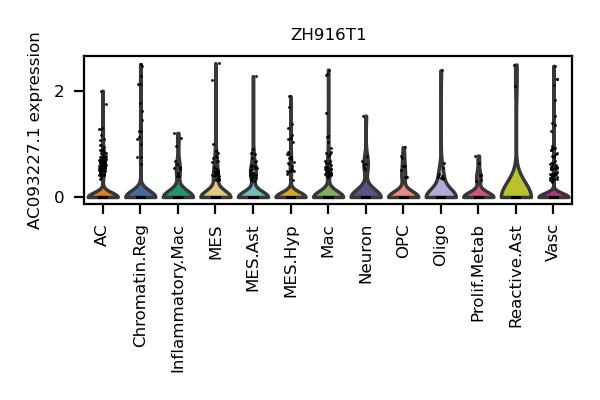 ZH916T1
AC093227.1 expression
2
0
AC
Chromatin.Reg
Inflammatory.Mac
MES
MES.Ast
MES.Hyp
Mac
Neuron
OPC
Oligo
Prolif.Metab
Reactive.Ast
Vasc